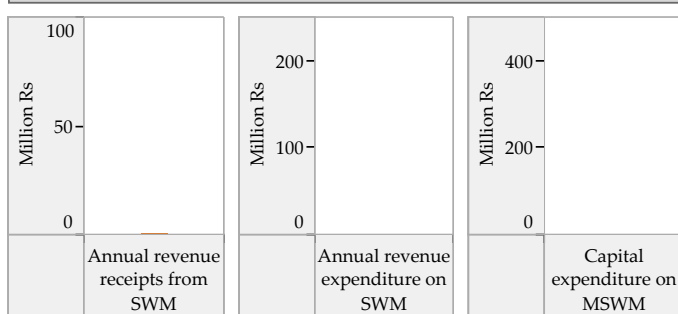 100
50
0
Million Rs
Annual revenue
receipts from
SWM
200
100
0
Million Rs
Annual revenue
expenditure on
SWM
400
200
0
Million Rs
Capital
expenditure on
MSWM